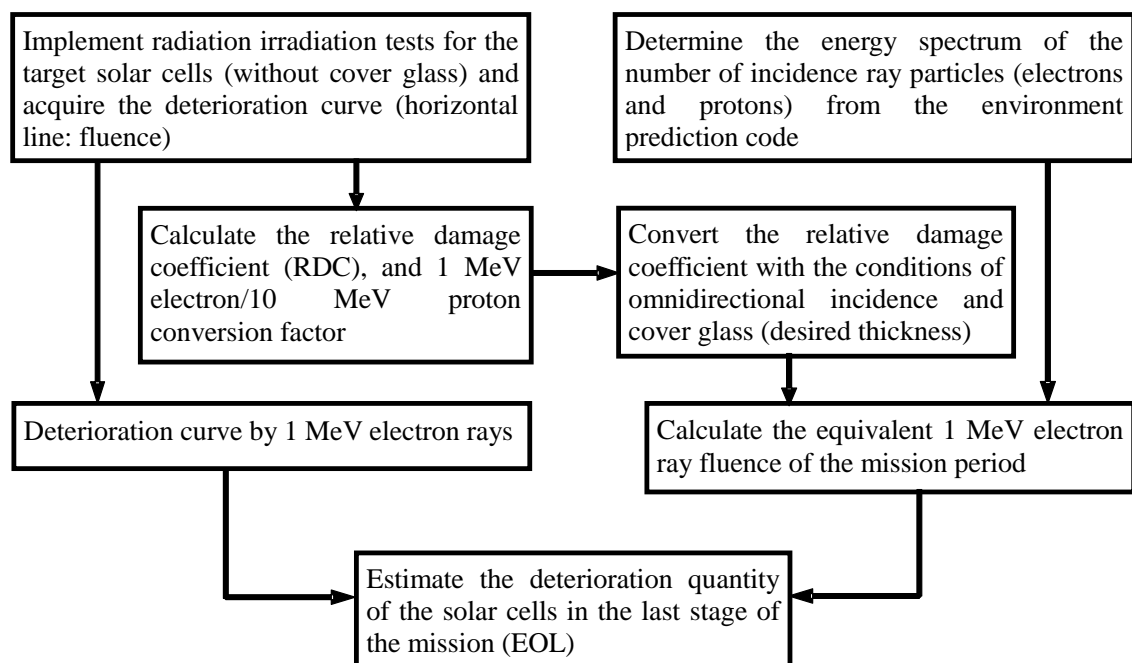 Implement radiation irradiation tests for the
target solar cells (without cover glass) and
acquire the deterioration curve (horizontal
line: fluence)
Determine the energy spectrum of the
number of incidence ray particles (electrons
and protons) from the environment
prediction code
Calculate the relative damage
coefficient (RDC), and 1 MeV
electron/10 MeV proton
conversion factor
Convert the relative damage
coefficient with the conditions of
omnidirectional incidence and
cover glass (desired thickness)
Deterioration curve by 1 MeV electron rays
Calculate the equivalent 1 MeV electron
ray fluence of the mission period
Estimate the deterioration quantity
of the solar cells in the last stage of
the mission (EOL)